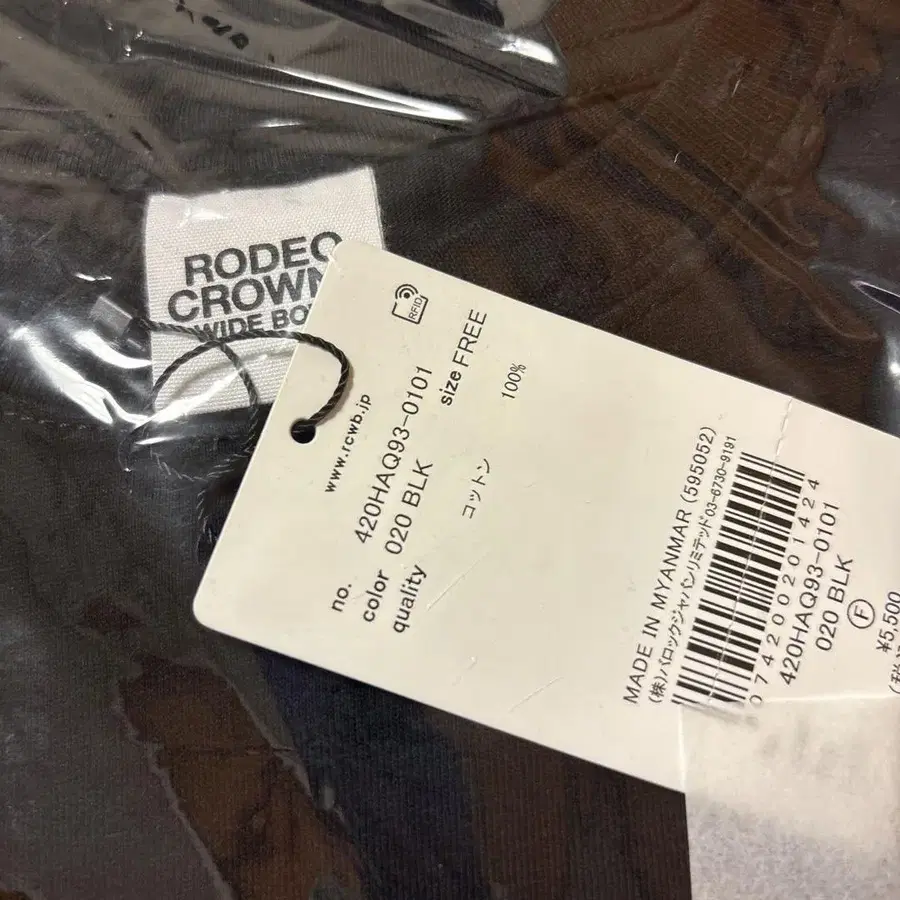 RODEO
CROWN
WIDE BO
RFID
www.rcwb.jp
no. 420HAQ93-0101
color 020 BLK size FREE
quality
コットン 100%
MADE IN MYANMAR (595052)
(株)バロックジャパンリミテッド 03-6730-9191
074200201424
420HAQ93-0101
020 BLK
F
¥5,500